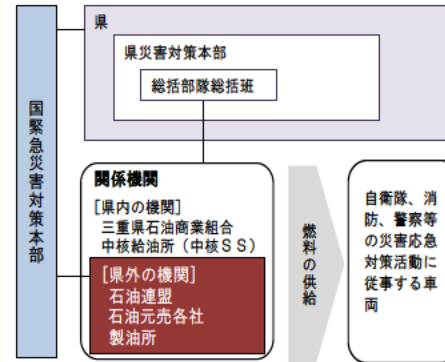 国緊急災害対策本部
県
県災害対策本部
総括部隊総括班
関係機関
[県内の機関]
三重県石油商業組合
中核給油所(中核SS)
[県外の機関]
石油連盟
石油元売各社
製油所
燃料の供給
自衛隊、消
防、警察等
の災害応急
対策活動に
従事する車
両